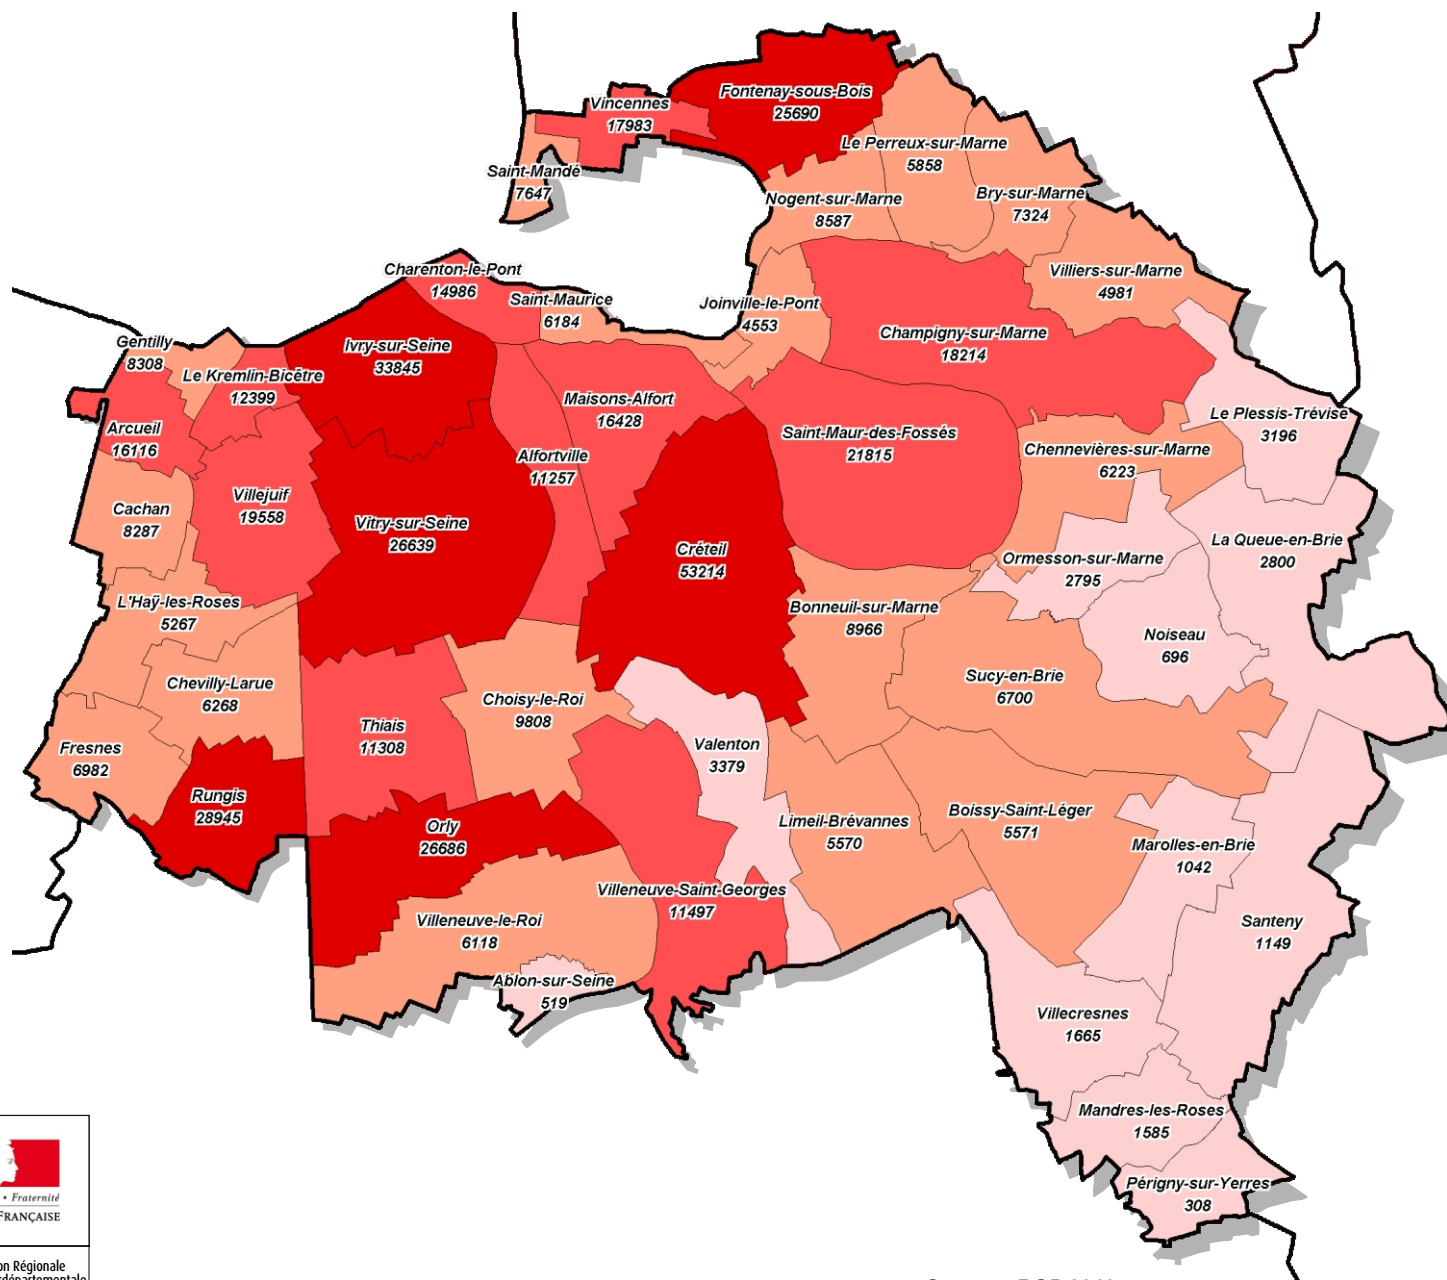 Fontenay-sous-Bois
25690
Vincennes
17983
Le Perreux-sur-Marne
5858
Saint-Mandé
7647
Nogent-sur-Marne
8587
Bry-sur-Marne
7324
Charenton-le-Pont
14986
Saint-Maurice
6184
Joinville-le-Pont
4553
Villiers-sur-Marne
4981
Champigny-sur-Marne
18214
Gentilly
8308
Le Kremlin-Bicêtre
12399
Ivry-sur-Seine
33845
Maisons-Alfort
16428
Le Plessis-Trévise
3196
Arcueil
16116
Saint-Maur-des-Fossés
21815
Chennevières-sur-Marne
6223
Alfortville
11257
Villejuif
19558
Cachan
8287
Vitry-sur-Seine
26639
Créteil
53214
La Queue-en-Brie
2800
Ormesson-sur-Marne
2795
L'Haÿ-les-Roses
5267
Bonneuil-sur-Marne
8966
Noiseau
696
Chevilly-Larue
6268
Choisy-le-Roi
9808
Sucy-en-Brie
6700
Thiais
11308
Fresnes
6982
Valenton
3379
Rungis
28945
Orly
26686
Limeil-Brévannes
5570
Boissy-Saint-Léger
5571
Marolles-en-Brie
1042
Villeneuve-Saint-Georges
11497
Villeneuve-le-Roi
6118
Santeny
1149
Ablon-sur-Seine
519
Villecresnes
1665
Mandres-les-Roses
1585
Périgny-sur-Yerres
308
• Fraternité
FRANÇAISE
on Régionale